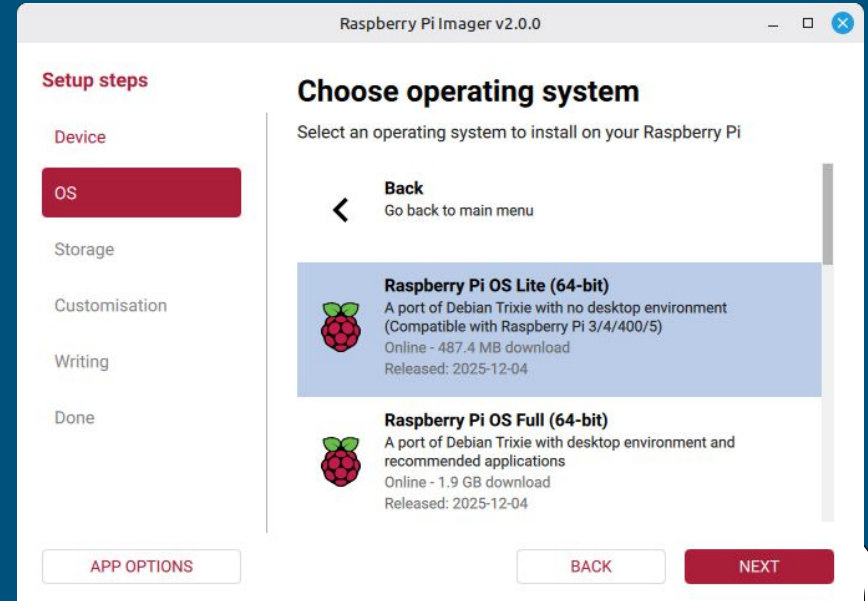 Raspberry Pi Imager v2.0.0
Setup steps
Device
OS
Storage
Customisation
Writing
Done
APP OPTIONS
Choose operating system
Select an operating system to install on your Raspberry Pi
Back
Go back to main menu
Raspberry Pi OS Lite (64-bit)
A port of Debian Trixie with no desktop environment
(Compatible with Raspberry Pi 3/4/400/5)
Online - 487.4 MB download
Released: 2025-12-04
Raspberry Pi OS Full (64-bit)
A port of Debian Trixie with desktop environment and
recommended applications
Online - 1.9 GB download
Released: 2025-12-04
BACK
NEXT